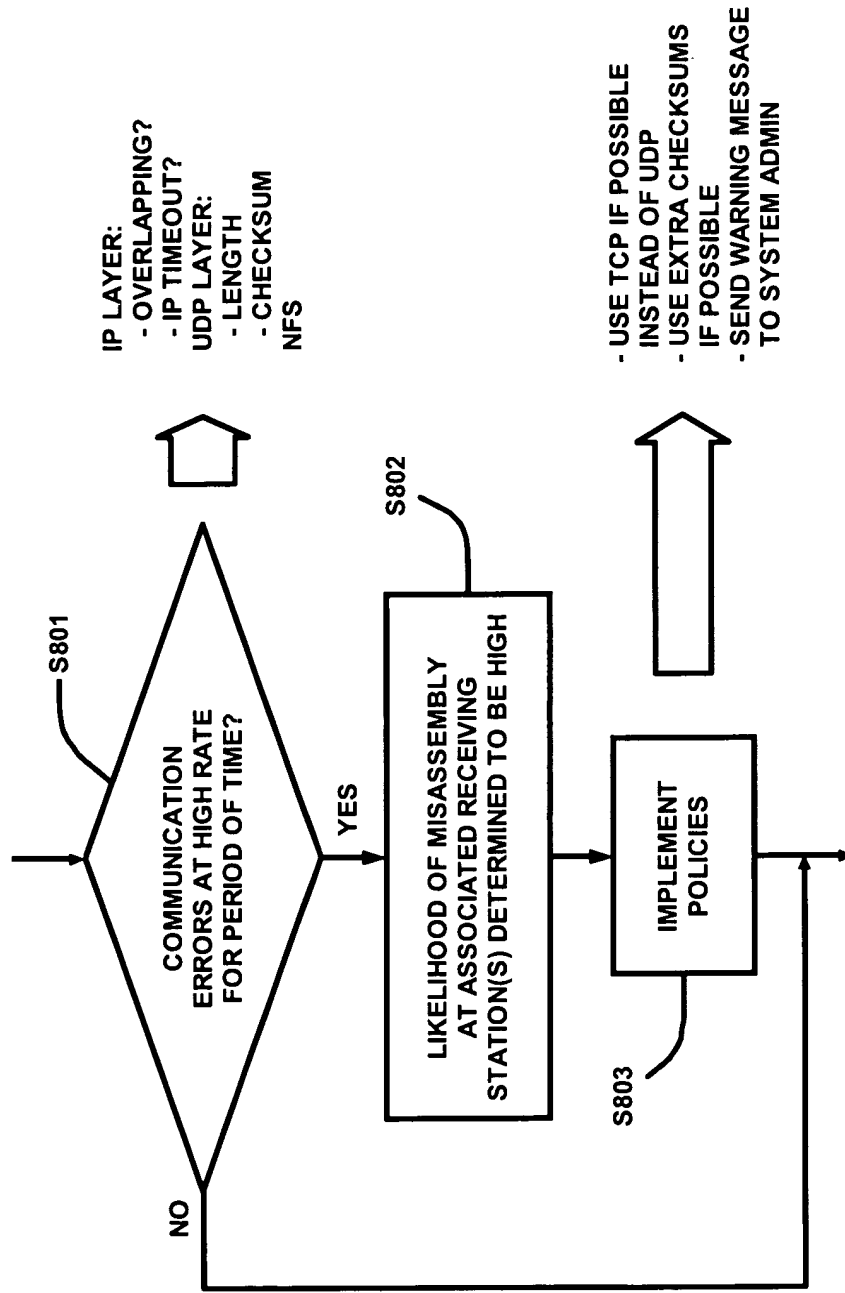 COMMUNICATION
ERRORS AT HIGH RATE
FOR PERIOD OF TIME?
S801
NO
YES
IP LAYER:
- OVERLAPPING?
- IP TIMEOUT?
UDP LAYER:
- LENGTH
- CHECKSUM
NFS
LIKELIHOOD OF MISASSEMBLY
AT ASSOCIATED RECEIVING
STATION(S) DETERMINED TO BE HIGH
S802
IMPLEMENT
POLICIES
S803
- USE TCP IF POSSIBLE
INSTEAD OF UDP
- USE EXTRA CHECKSUMS
IF POSSIBLE
- SEND WARNING MESSAGE
TO SYSTEM ADMIN